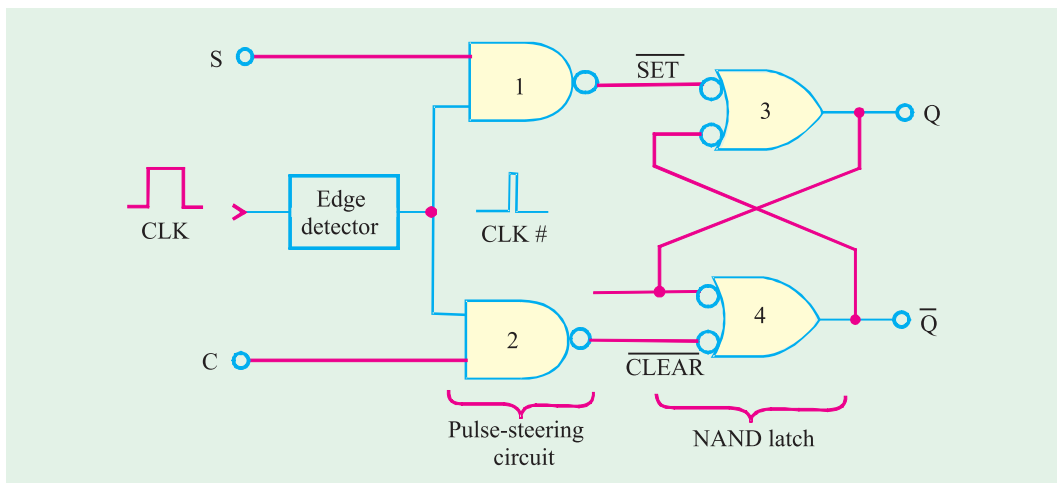 S
1
SET
3
Q
CLK
Edge
detector
CLK #
2
4
Q
C
CLEAR
Pulse-steering
circuit
NAND latch